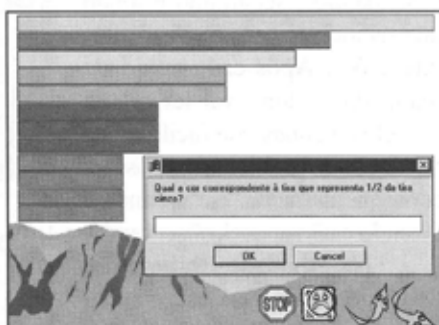 Qual a cor correspondente à tira que representa 1/2 da tira
cinza?
OK
Cancel
STOP